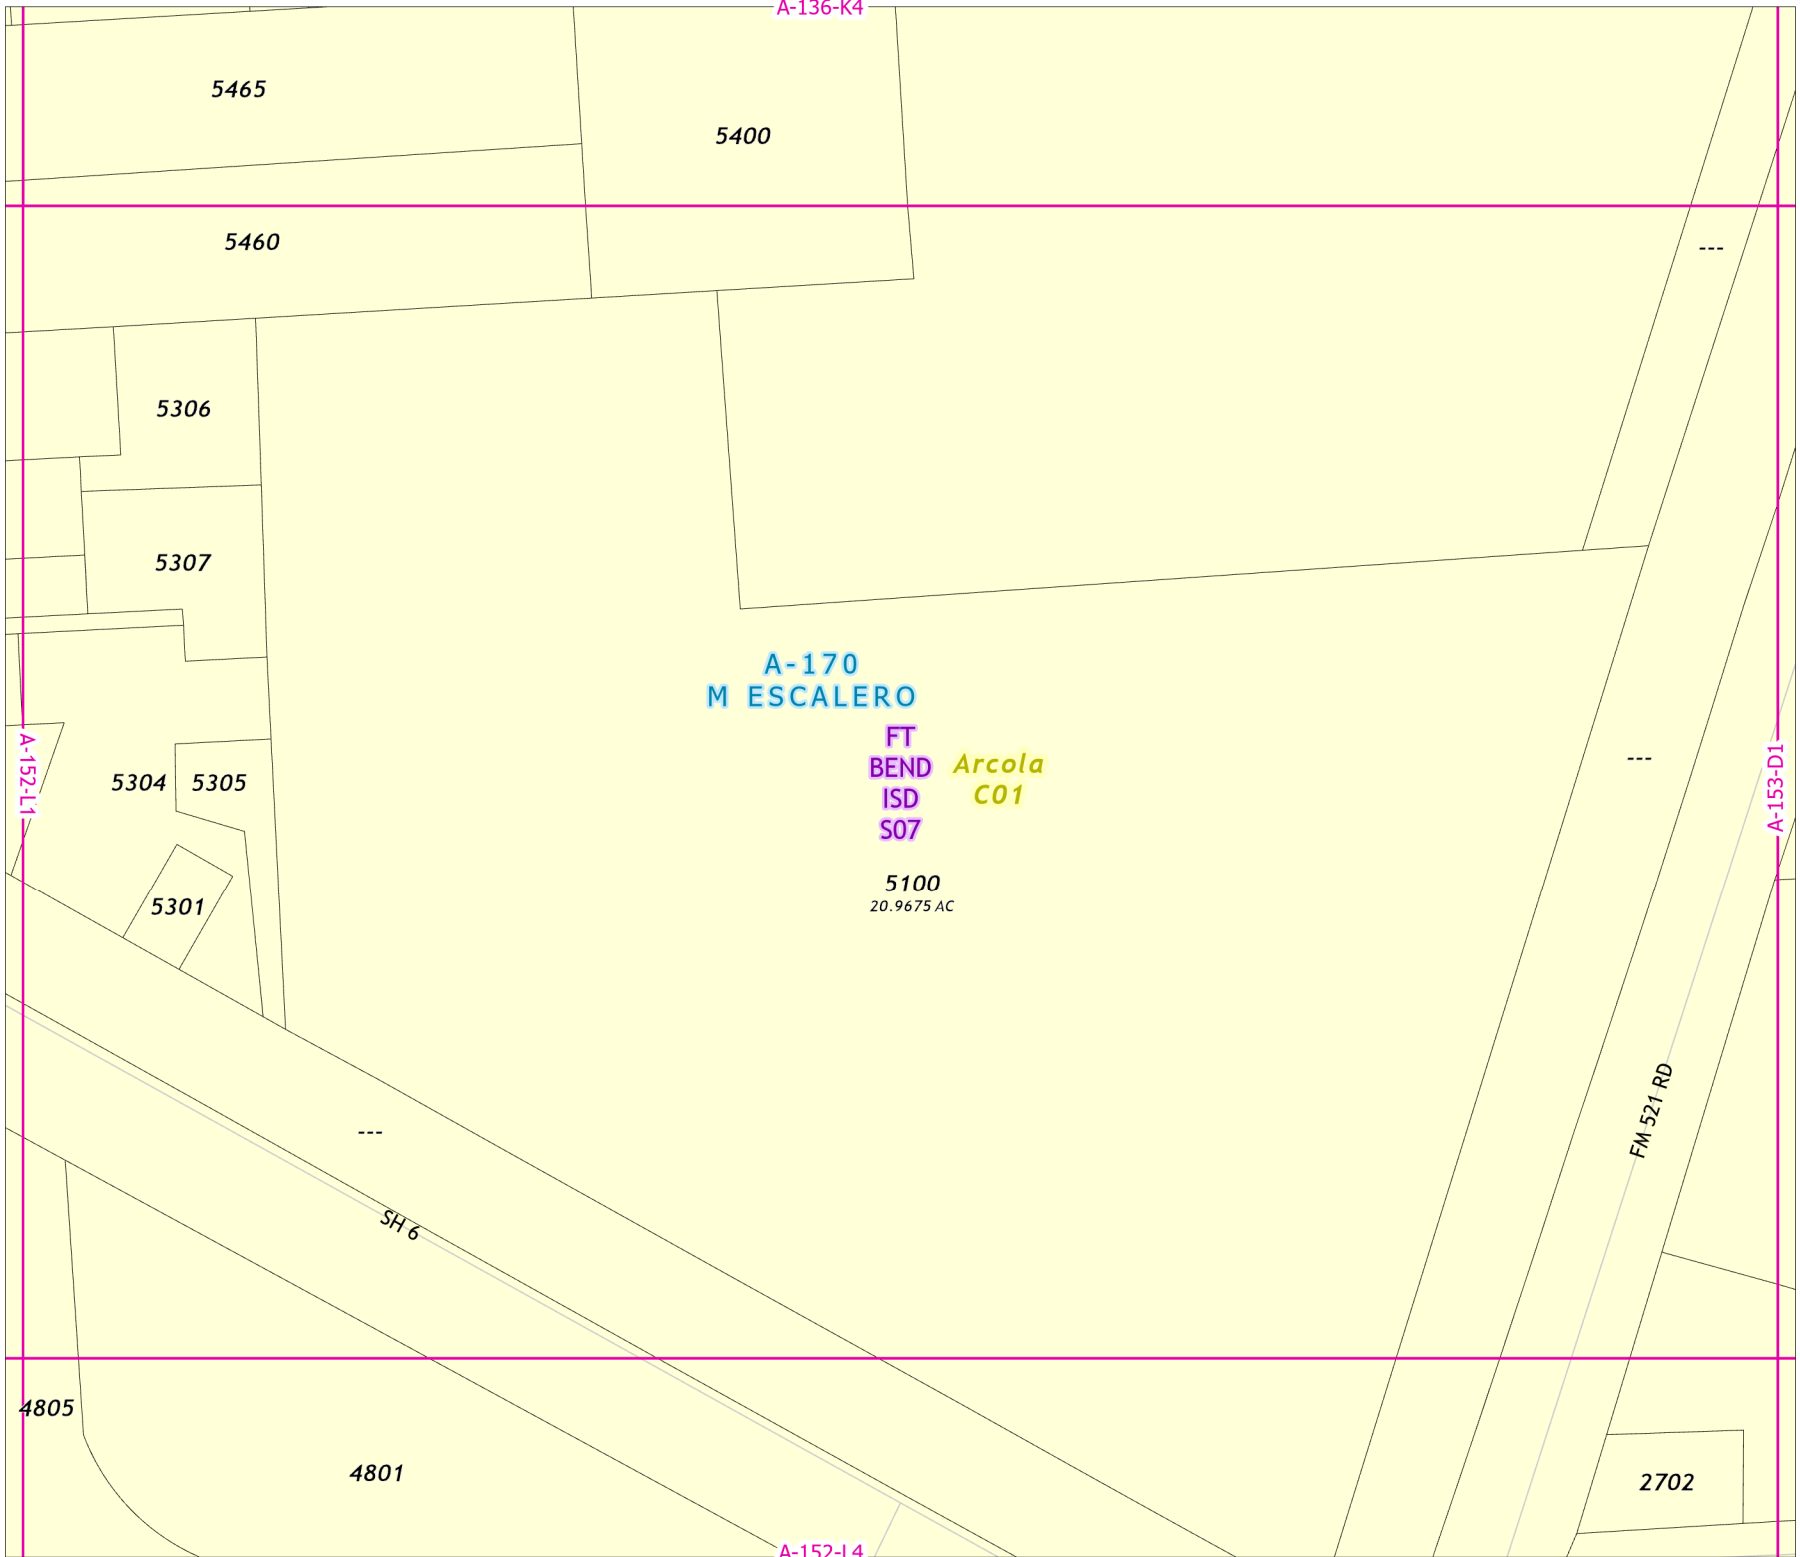 A-136-K4
5465
5400
5460
---
5306
5307
A-170
M ESCALERO
FT
BEND
ISD
S07
Arcola
C01
---
A-152-L1
A-153-D1
5304
5305
5100
20.9675 AC
5301
FM 521 RD
---
SH 6
4805
4801
2702
A-152-L4